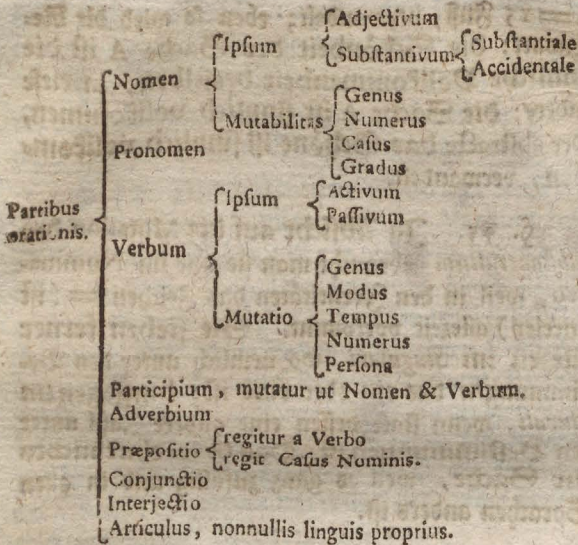 Adjectivum
Ipſum
Subſtantivum
Subſtantiale
Accidentale
Nomen
Genus
Mutabilitas
Numerus
Caſus
Gradus
Pronomen
Partibus
orationis.
Ipſum
Activum
Paſſivum
Verbum
Genus
Modus
Mutatio
Tempus
Numerus
Perſona
Participium, mutatur ut Nomen & Verbum.
Adverbium
Præpoſitio
regitur a Verbo
regit Caſus Nominis.
Conjunctio
Interjectio
Articulus, nonnullis linguis proprius.